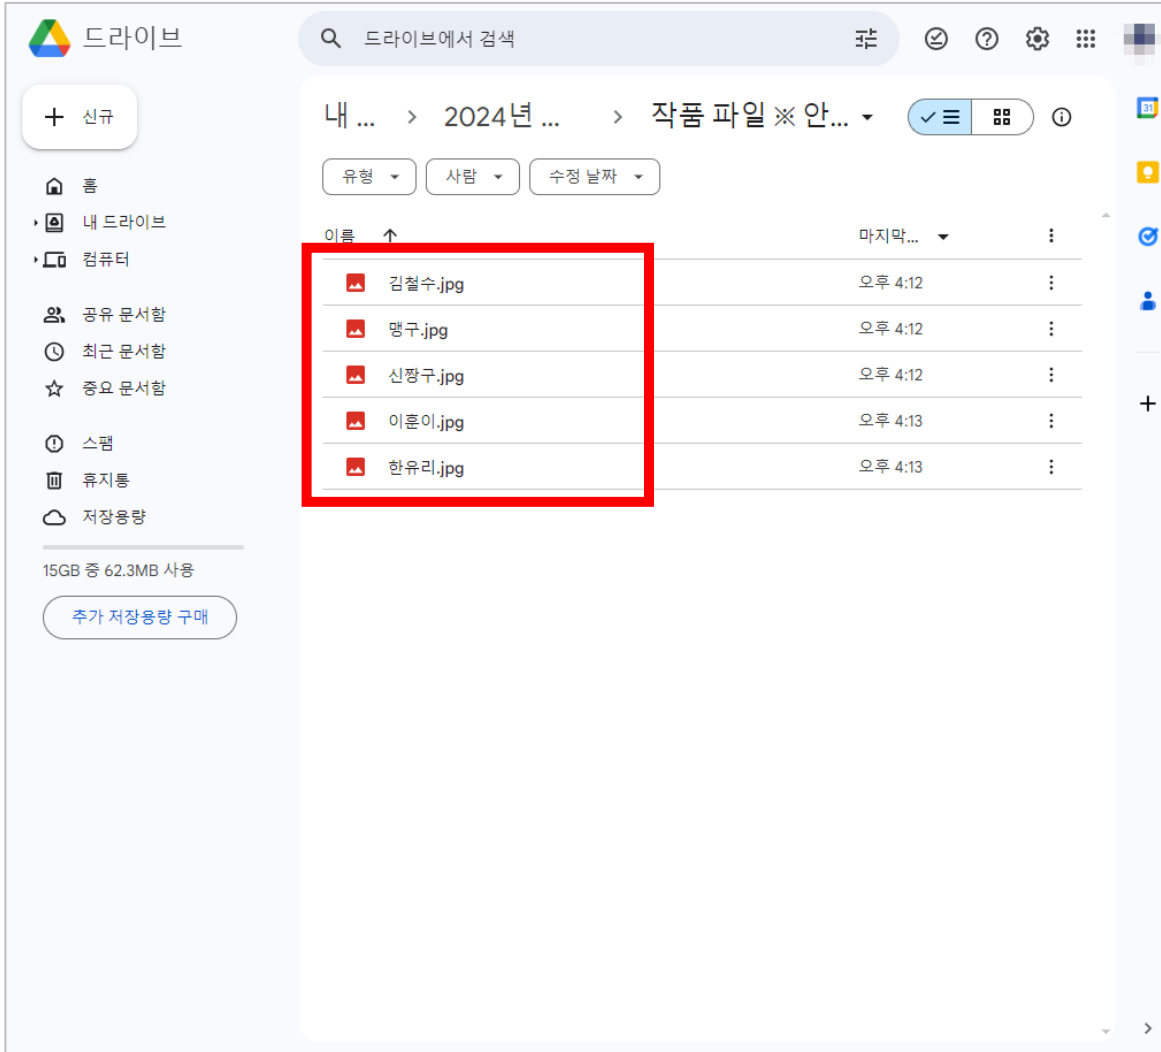 드라이브
드라이브에서 검색
신규
내 ... > 2024년 ... > 작품 파일 ※ 안...
유형 사람 수정 날짜
홈
내 드라이브
컴퓨터
공유 문서함
최근 문서함
중요 문서함
스팸
휴지통
저장용량
15GB 중 62.3MB 사용
추가 저장용량 구매
이름 마지막...
김철수.jpg 오후 4:12
맹구.jpg 오후 4:12
신짱구.jpg 오후 4:12
이훈이.jpg 오후 4:13
한유리.jpg 오후 4:13
31